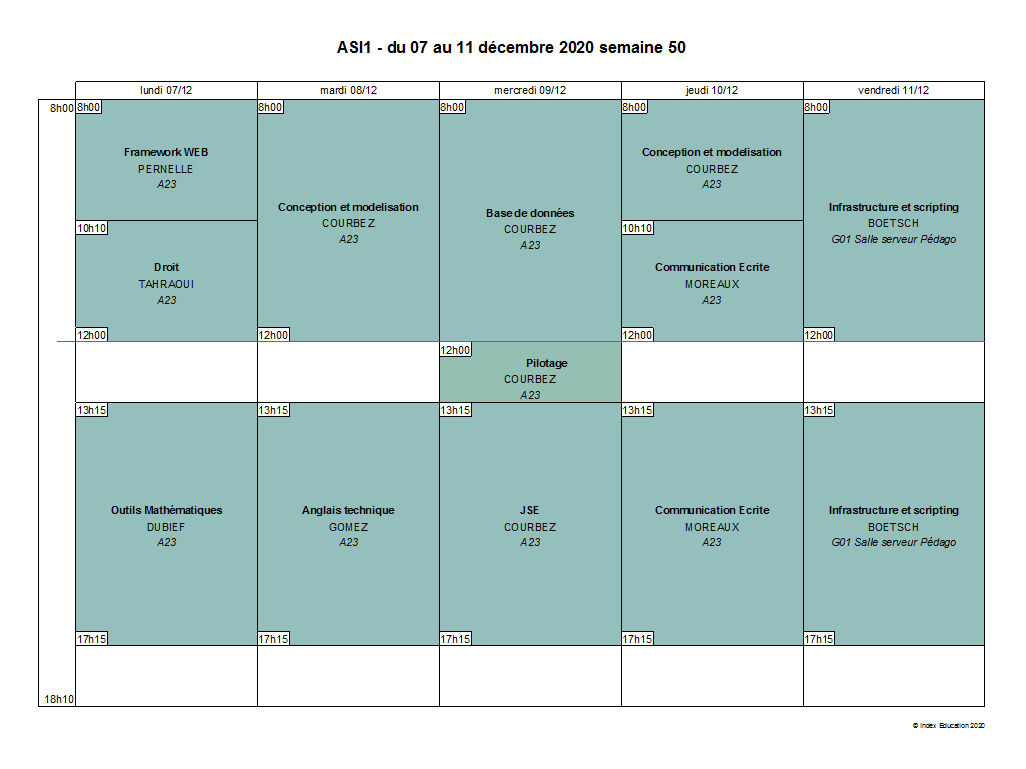 ASI1 - du 07 au 11 décembre 2020 semaine 50
lundi 07/12 mardi 08/12 mercredi 09/12 jeudi 10/12 vendredi 11/12
8h00 8h00 8h00 8h00 8h00 8h00
Framework WEB
PERNELLE
A23
10h10
Droit
TAHRAOUI
A23
12h00
13h15
Outils Mathématiques
DUBIEF
A23
17h15
Conception et modelisation
COURBEZ
A23
12h00
13h15
Anglais technique
GOMEZ
A23
17h15
Base de données
COURBEZ
A23
12h00
Pilotage
COURBEZ
A23
13h15
JSE
COURBEZ
A23
17h15
Conception et modelisation
COURBEZ
A23
10h10
Communication Ecrite
MOREAUX
A23
12h00
13h15
Communication Ecrite
MOREAUX
A23
17h15
Infrastructure et scripting
BOETSCH
G01 Salle serveur Pédago
12h00
13h15
Infrastructure et scripting
BOETSCH
G01 Salle serveur Pédago
17h15
18h10
© Index Education 2020